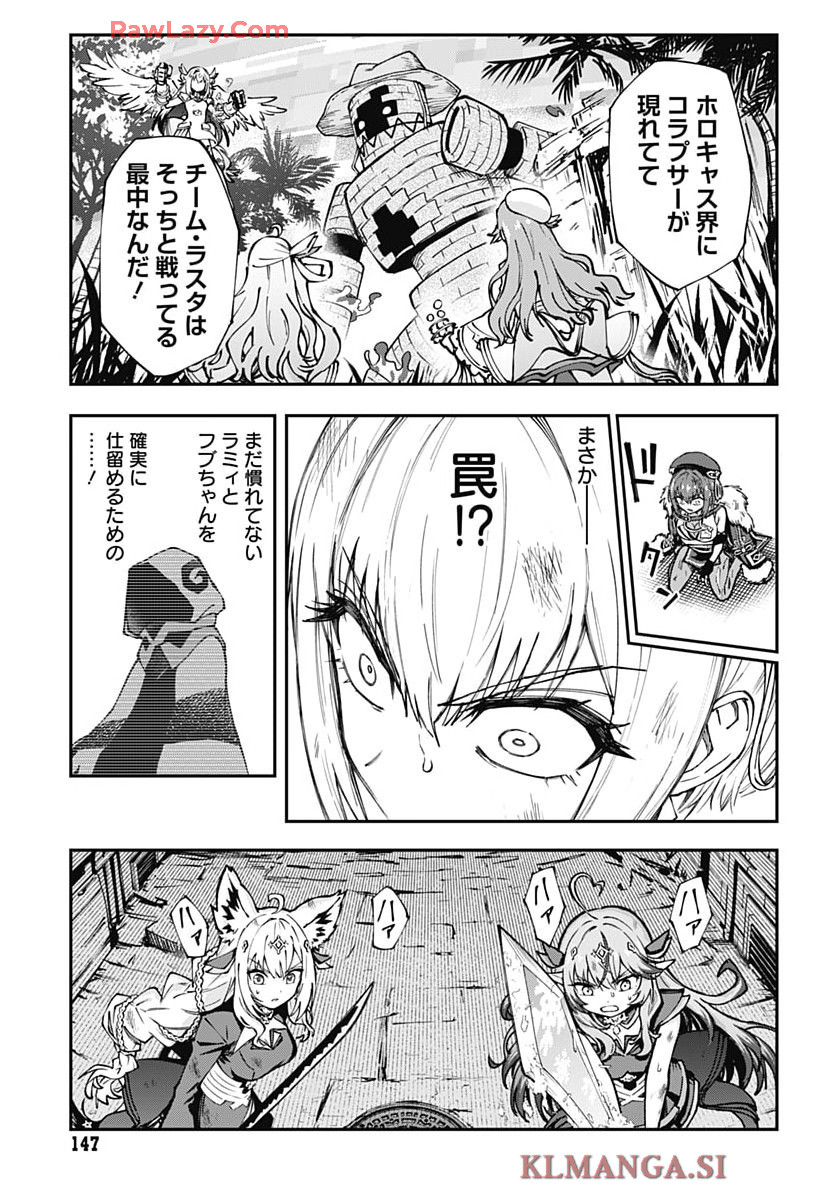 RawLazy.Com
ホロキャス界に
コラプサーが
現れてて
チーム・ラスタは
そっちと戦ってる
最中なんだ!
ドタン
まさか――
罠!?
まだ慣れてない
ラミィと
フブちゃんを
確実に
仕留めるための
……!
G
ハァ
ハァ
ハァ
ハァ
147
KLMANGA.SI